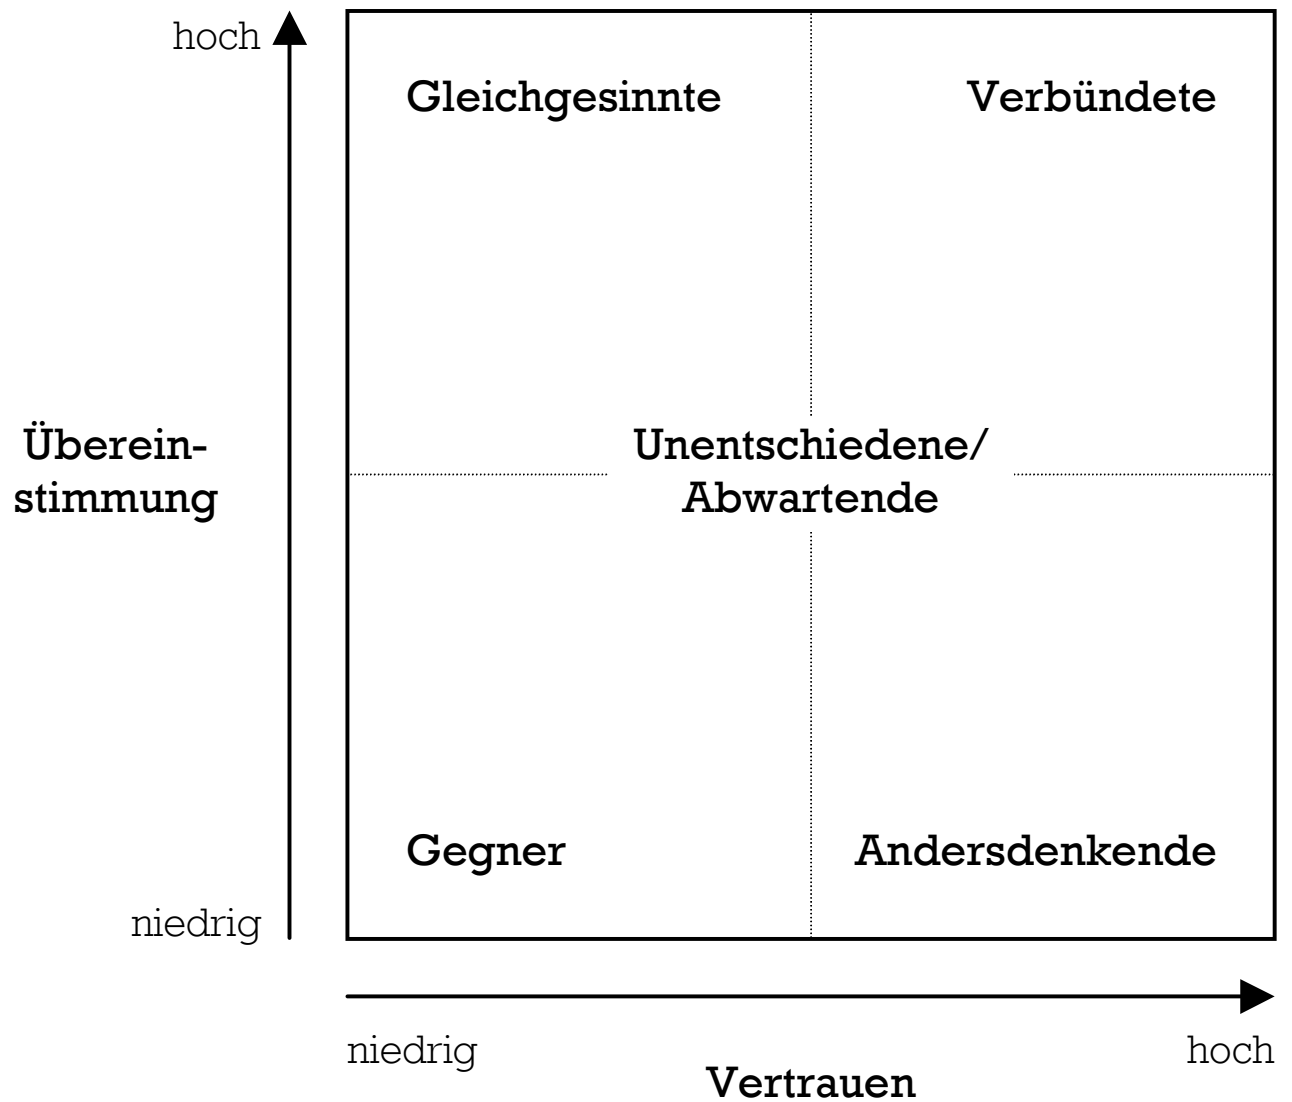 hoch
Gleichgesinnte
Verbündete
Überein-
stimmung
Unentschiedene/
Abwartende
Gegner
Andersdenkende
niedrig
niedrig
hoch
Vertrauen